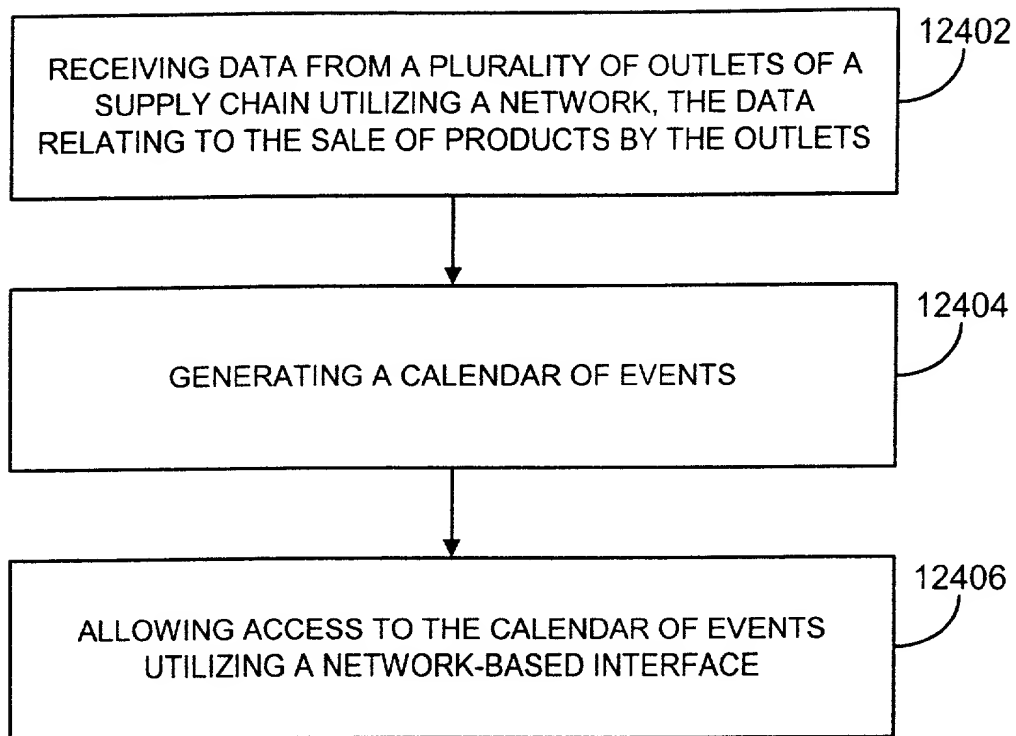 12402
RECEIVING DATA FROM A PLURALITY OF OUTLETS OF A
SUPPLY CHAIN UTILIZING A NETWORK, THE DATA
RELATING TO THE SALE OF PRODUCTS BY THE OUTLETS
12404
GENERATING A CALENDAR OF EVENTS
12406
ALLOWING ACCESS TO THE CALENDAR OF EVENTS
UTILIZING A NETWORK-BASED INTERFACE